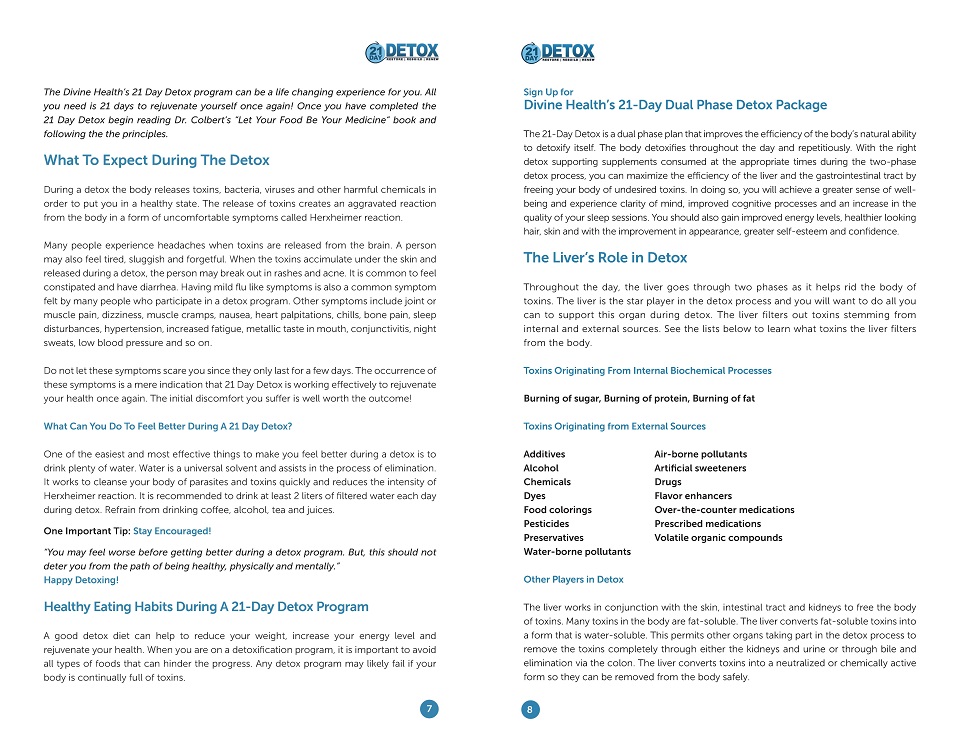 21 DAY DETOX
RESTORE | REBUILD | RENEW
The Divine Health's 21 Day Detox program can be a life changing experience for you. All
you need is 21 days to rejuvenate yourself once again! Once you have completed the
21 Day Detox begin reading Dr. Colbert's "Let Your Food Be Your Medicine" book and
following the the principles.
What To Expect During The Detox
During a detox the body releases toxins, bacteria, viruses and other harmful chemicals in
order to put you in a healthy state. The release of toxins creates an aggravated reaction
from the body in a form of uncomfortable symptoms called Herxheimer reaction.
Many people experience headaches when toxins are released from the brain. A person
may also feel tired, sluggish and forgetful. When the toxins accumulate under the skin and
released during a detox, the person may break out in rashes and acne. It is common to feel
constipated and have diarrhea. Having mild flu like symptoms is also a common symptom
felt by many people who participate in a detox program. Other symptoms include joint or
muscle pain, dizziness, muscle cramps, nausea, heart palpitations, chills, bone pain, sleep
disturbances, hypertension, increased fatigue, metallic taste in mouth, conjunctivitis, night
sweats, low blood pressure and so on.
Do not let these symptoms scare you since they only last for a few days. The occurrence of
these symptoms is a mere indication that 21 Day Detox is working effectively to rejuvenate
your health once again. The initial discomfort you suffer is well worth the outcome!
What Can You Do To Feel Better During A 21 Day Detox?
One of the easiest and most effective things to make you feel better during a detox is to
drink plenty of water. Water is a universal solvent and assists in the process of elimination.
It works to cleanse your body of parasites and toxins quickly and reduces the intensity of
Herxheimer reaction. It is recommended to drink at least 2 liters of filtered water each day
during detox. Refrain from drinking coffee, alcohol, tea and juices.
One Important Tip: Stay Encouraged!
"You may feel worse before getting better during a detox program. But, this should not
deter you from the path of being healthy, physically and mentally."
Happy Detoxing!
Healthy Eating Habits During A 21-Day Detox Program
A good detox diet can help to reduce your weight, increase your energy level and
rejuvenate your health. When you are on a detoxification program, it is important to avoid
all types of foods that can hinder the progress. Any detox program may likely fail if your
body is continually full of toxins.
7
21 DAY DETOX
RESTORE | REBUILD | RENEW
Sign Up for
Divine Health's 21-Day Dual Phase Detox Package
The 21-Day Detox is a dual phase plan that improves the efficiency of the body's natural ability
to detoxify itself. The body detoxifies throughout the day and repetitiously. With the right
detox supporting supplements consumed at the appropriate times during the two-phase
detox process, you can maximize the efficiency of the liver and the gastrointestinal tract by
freeing your body of undesired toxins. In doing so, you will achieve a greater sense of well-
being and experience clarity of mind, improved cognitive processes and an increase in the
quality of your sleep sessions. You should also gain improved energy levels, healthier looking
hair, skin and with the improvement in appearance, greater self-esteem and confidence.
The Liver's Role in Detox
Throughout the day, the liver goes through two phases as it helps rid the body of
toxins. The liver is the star player in the detox process and you will want to do all you
can to support this organ during detox. The liver filters out toxins stemming from
internal and external sources. See the lists below to learn what toxins the liver filters
from the body.
Toxins Originating From Internal Biochemical Processes
Burning of sugar, Burning of protein, Burning of fat
Toxins Originating from External Sources
Additives
Alcohol
Chemicals
Dyes
Food colorings
Pesticides
Preservatives
Water-borne pollutants
Air-borne pollutants
Artificial sweeteners
Drugs
Flavor enhancers
Over-the-counter medications
Prescribed medications
Volatile organic compounds
Other Players in Detox
The liver works in conjunction with the skin, intestinal tract and kidneys to free the body
of toxins. Many toxins in the body are fat-soluble. The liver converts fat-soluble toxins into
a form that is water-soluble. This permits other organs taking part in the detox process to
remove the toxins completely through either the kidneys and urine or through bile and
elimination via the colon. The liver converts toxins into a neutralized or chemically active
form so they can be removed from the body safely.
8